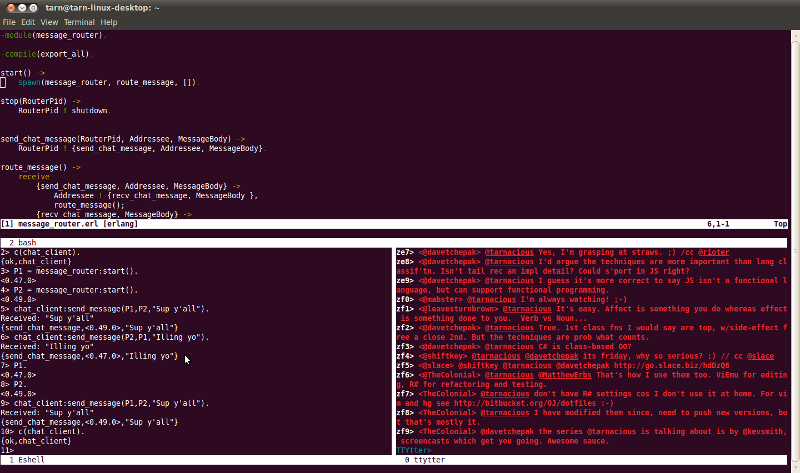 tarn@tarn-linux-desktop: ~
File Edit View Terminal Help
-module(message_router).
-compile(export_all).
start() ->
spawn(message_router, route_message, []).
stop(RouterPid) ->
RouterPid ! shutdown.
send_chat_message(RouterPid, Addressee, MessageBody) ->
RouterPid ! {send_chat_message, Addressee, MessageBody}.
route_message() ->
receive
{send_chat_message, Addressee, MessageBody} ->
Addressee ! {recv_chat_message, MessageBody },
route_message();
{recv_chat_message, MessageBody} ->
[1] message_router.erl [erlang] 6,1-1 Top
2 bash
2> c(chat_client).
{ok,chat_client}
3> P1 = message_router:start().
<0.47.0>
4> P2 = message_router:start().
<0.49.0>
5> chat_client:send_message(P1,P2,"Sup y'all").
Received: "Sup y'all"
{send_chat_message,<0.49.0>,"Sup y'all"}
6> chat_client:send_message(P2,P1,"Illing yo").
Received: "Illing yo"
{send_chat_message,<0.47.0>,"Illing yo"}
7> P1.
<0.47.0>
8> P2.
<0.49.0>
9> chat_client:send_message(P1,P2,"Sup y'all").
Received: "Sup y'all"
{send_chat_message,<0.49.0>,"Sup y'all"}
10> c(chat_client).
{ok,chat_client}
11>
1 Eshell
ze7> <@davetchepak> @tarnacious Yes, I'm grasping at straws. ;) /cc @rioter
ze8> <@davetchepak> @tarnacious I'd argue the techniques are more important than lang cl
assif'tn. Isn't tail rec an impl detail? Could s'port in JS right?
ze9> <@davetchepak> @tarnacious I guess it's more correct to say JS isn't a functional l
anguage, but can support functional programming.
zf0> <@mabster> @tarnacious I'm always watching! ;-)
zf1> <@leavesturnbrown> @tarnacious It's easy. Affect is something you do whereas effect
is something done to you. Verb vs Noun...
zf2> <@davetchepak> @tarnacious True. 1st class fns I would say are top, w/side-effect f
ree a close 2nd. But the techniques are prob what counts.
zf3> <@davetchepak> @tarnacious C# is class-based OO?
zf4> <@shiftkey> @tarnacious @davetchepak its friday, why so serious? :) // cc @slace
zf5> <@slace> @shiftkey @tarnacious @davetchepak http://go.slace.biz/hdDzQ6
zf6> <@TheColonial> @tarnacious @MatthewErbs That's how I use them too. ViEmu for editin
g, R# for refactoring and testing.
zf7> <@TheColonial> @tarnacious don't have R# settings cos I don't use it at home. For vi
m and hg see http://bitbucket.org/OJ/dotfiles :-)
zf8> <@TheColonial> @tarnacious I have modified them since, need to push new versions, bu
t that's mostly it.
zf9> <@TheColonial> @davetchepak the series @tarnacious is talking about is by @kevsmith,
screencasts which get you going. Awesome sauce.
TTYtter>
0 ttytter